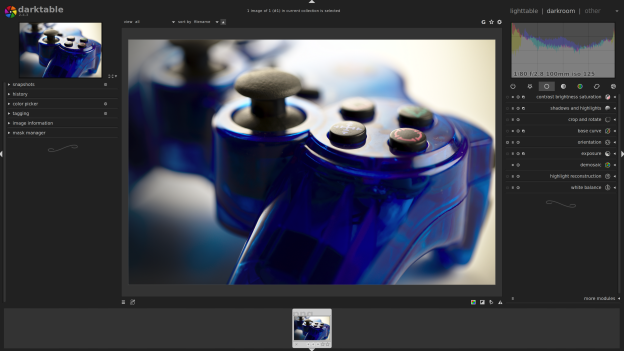 darktable
1 image of 1 (#1) in current collection is selected
lighttable | darkroom | other
view all
sort by filename
1/80 f/2.8 100mm iso 125
snapshots
history
color picker
tagging
image information
mask manager
contrast brightness saturation
shadows and highlights
crop and rotate
base curve
orientation
exposure
demosaic
highlight reconstruction
white balance
more modules